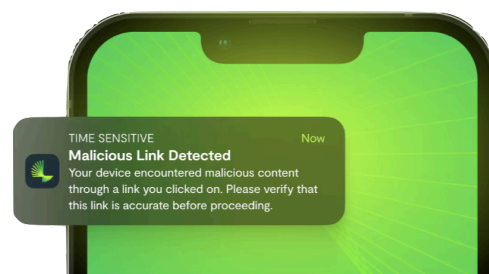 TIME SENSITIVE Now
Malicious Link Detected
Your device encountered malicious content
through a link you clicked on. Please verify that
this link is accurate before proceeding.